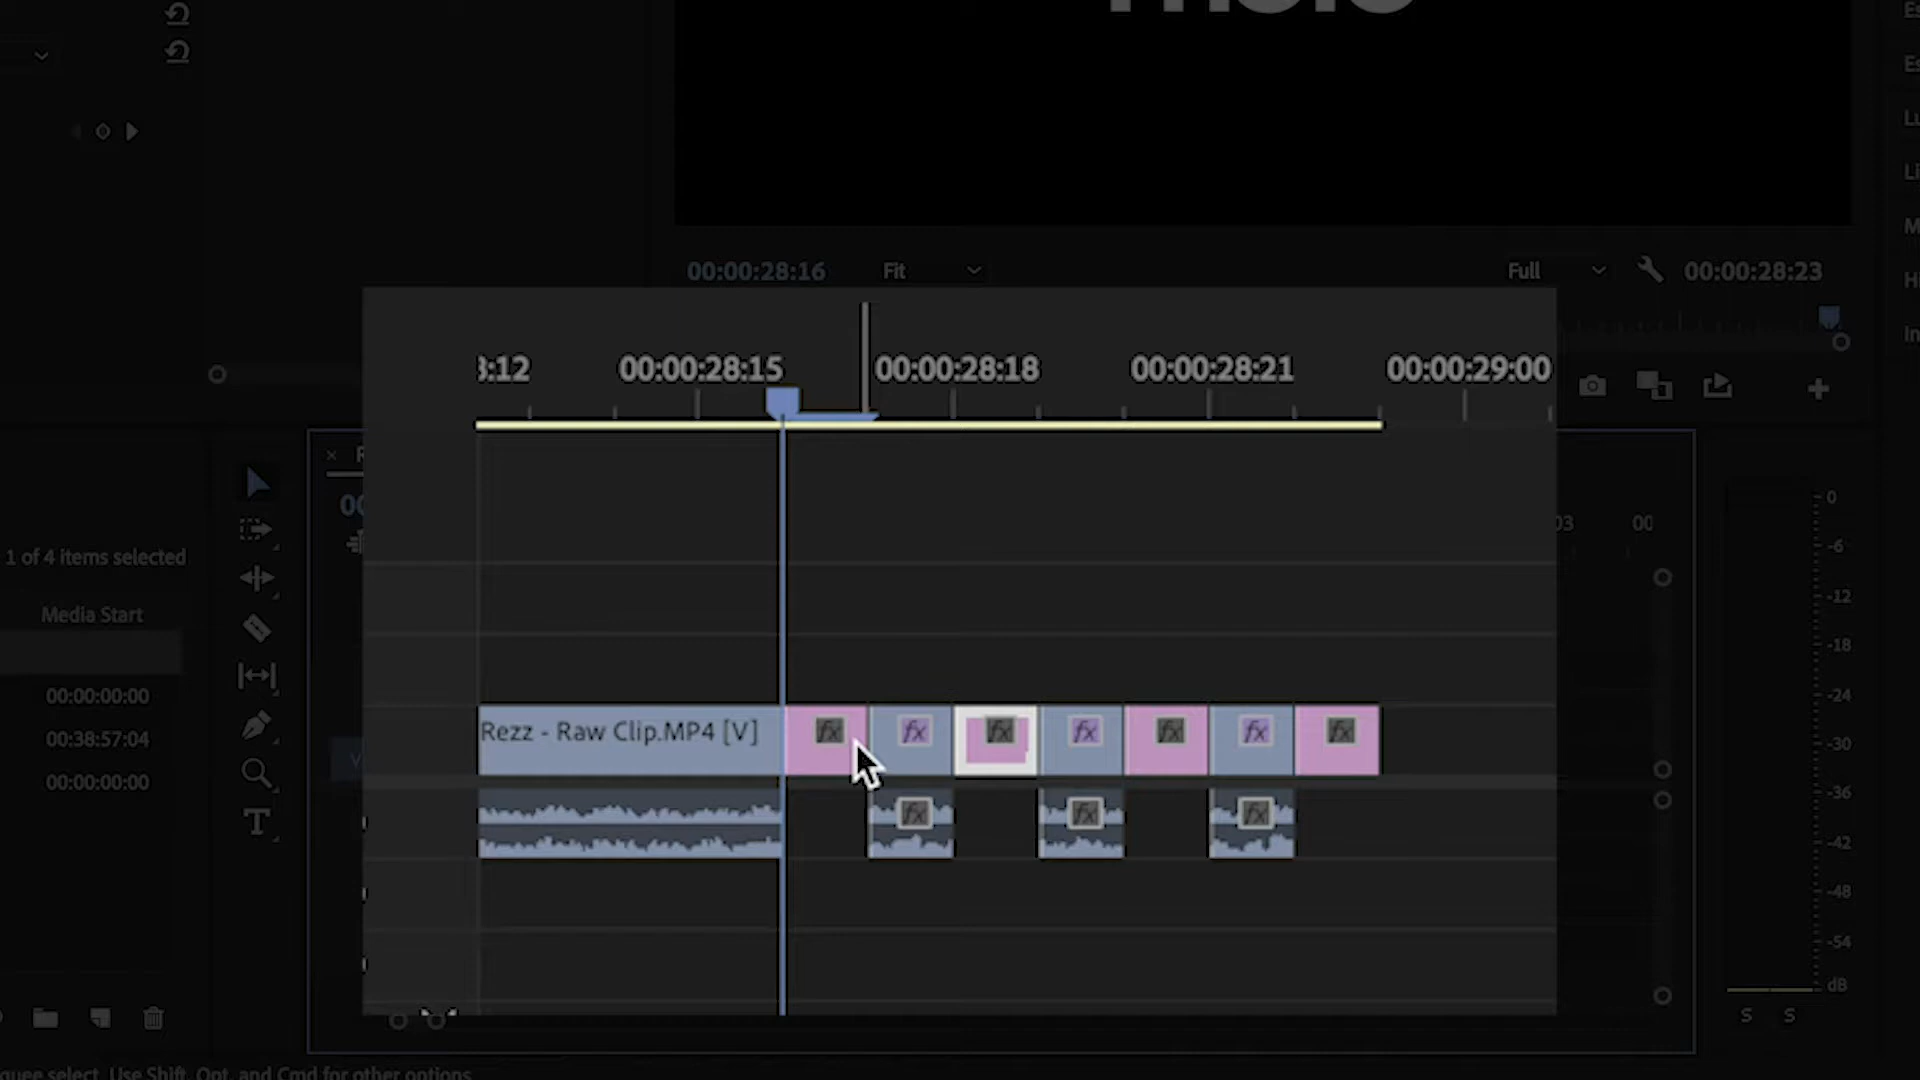 00:00:28:16
Fit
Full
00:00:28:23
3:12
00:00:28:15
00:00:28:18
00:00:28:21
00:00:29:00
03
00
1 of 4 items selected
Media Start
00:00:00:00
00:38:57:04
00:00:00:00
Rezz - Raw Clip.MP4 [V]
fx
fx
fx
fx
fx
fx
fx
fx
fx
fx
T
0
-6
-12
-18
-24
-30
-36
-42
-48
-54
dB
S
S
quee select. Use Shift, Opt, and Cmd for other options